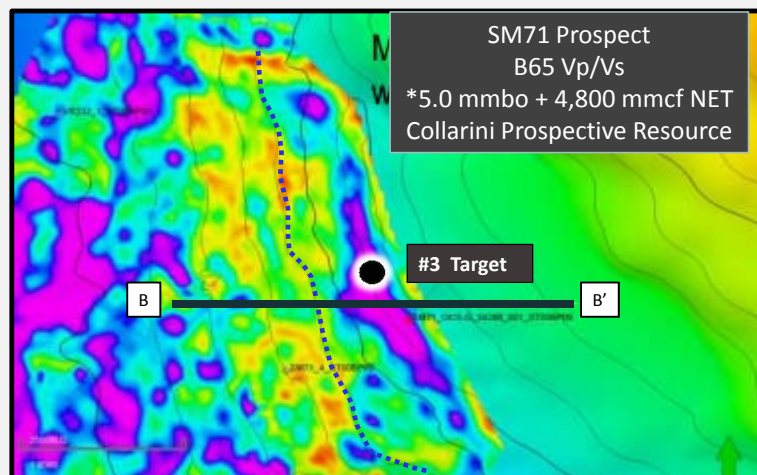 SM71 Prospect
B65 Vp/Vs
*5.0 mmbo + 4,800 mmcf NET
Collarini Prospective Resource
M
w
#3 Target
B
B’